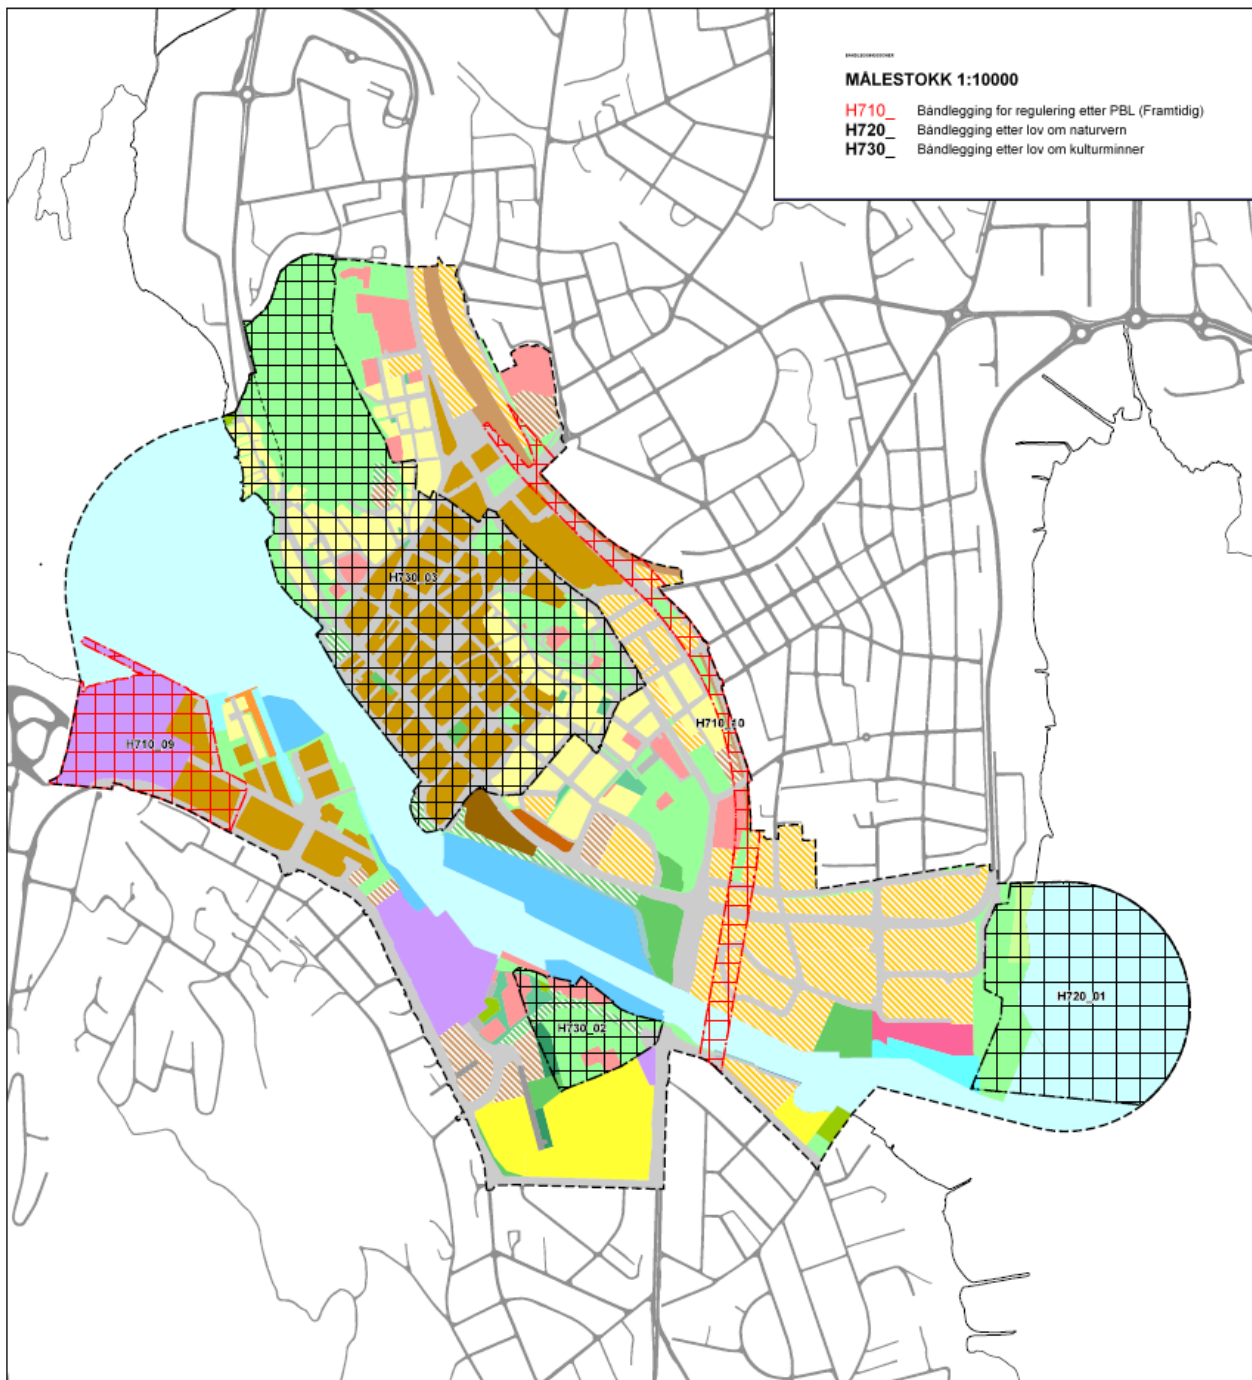 BÅNDLEGGINGSSONER
MÅLESTOKK 1:10000
H710_ Båndlegging for regulering etter PBL (Framtidig)
H720_ Båndlegging etter lov om naturvern
H730_ Båndlegging etter lov om kulturminner
H730_03
H710_10
H710_09
H720_01
H730_02